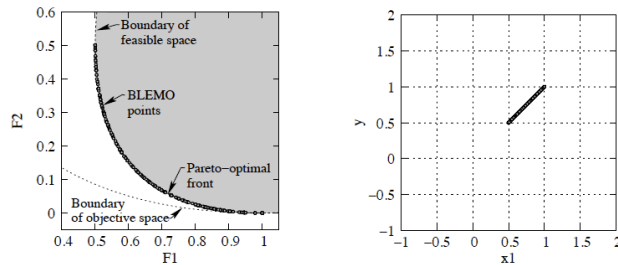 0.6
0.5
0.4
0.3
0.2
0.1
0
0.4 0.5 0.6 0.7 0.8 0.9 1
F1
F2
Boundary of
feasible space
BLEMO
points
Pareto−optimal
front
Boundary
of objective space
2
1.5
1
0.5
0
−0.5
−1
−1 −0.5 0 0.5 1 1.5 2
x1
y